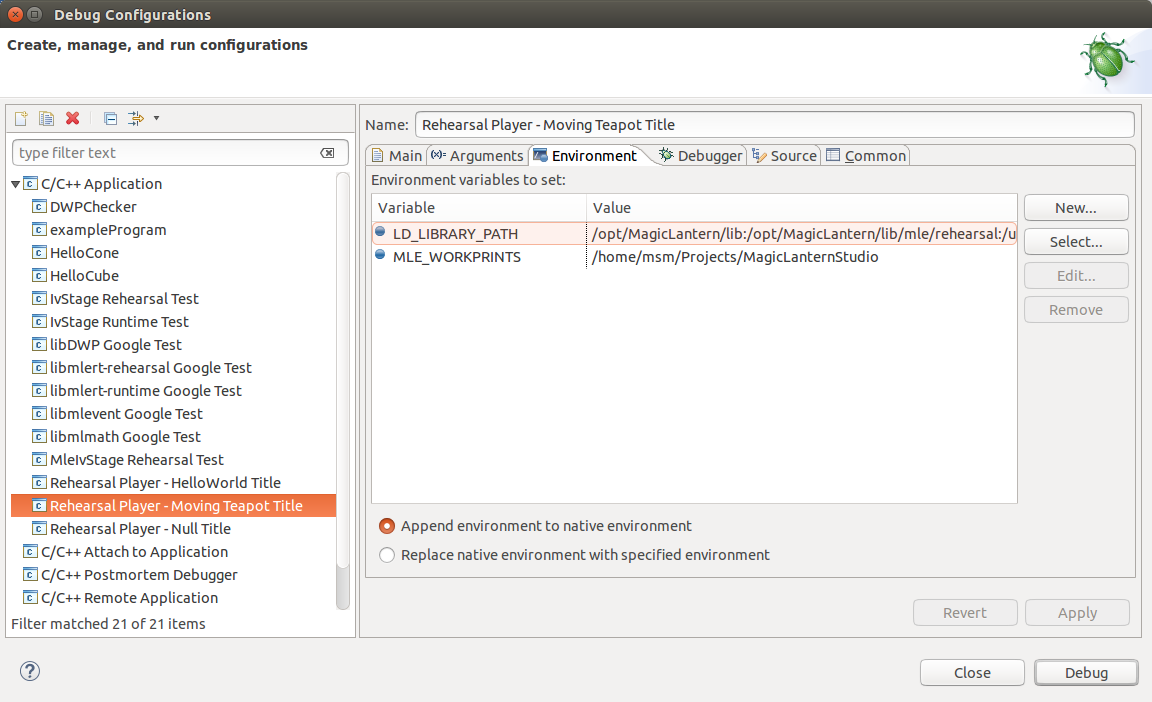 Debug Configurations
Create, manage, and run configurations
type filter text
C/C++ Application
DWPChecker
exampleProgram
HelloCone
HelloCube
IvStage Rehearsal Test
IvStage Runtime Test
libDWP Google Test
libmlert-rehearsal Google Test
libmlert-runtime Google Test
libmlevent Google Test
libmlmath Google Test
MleIvStage Rehearsal Test
Rehearsal Player - HelloWorld Title
Rehearsal Player - Moving Teapot Title
Rehearsal Player - Null Title
C/C++ Attach to Application
C/C++ Postmortem Debugger
C/C++ Remote Application
Filter matched 21 of 21 items
Name: Rehearsal Player - Moving Teapot Title
Main (x)= Arguments Environment Debugger Source Common
Environment variables to set:
Variable Value
LD_LIBRARY_PATH /opt/MagicLantern/lib:/opt/MagicLantern/lib/mle/rehearsal:/u
MLE_WORKPRINTS /home/msm/Projects/MagicLanternStudio
New...
Select...
Edit...
Remove
Append environment to native environment
Replace native environment with specified environment
Revert Apply
? Close Debug